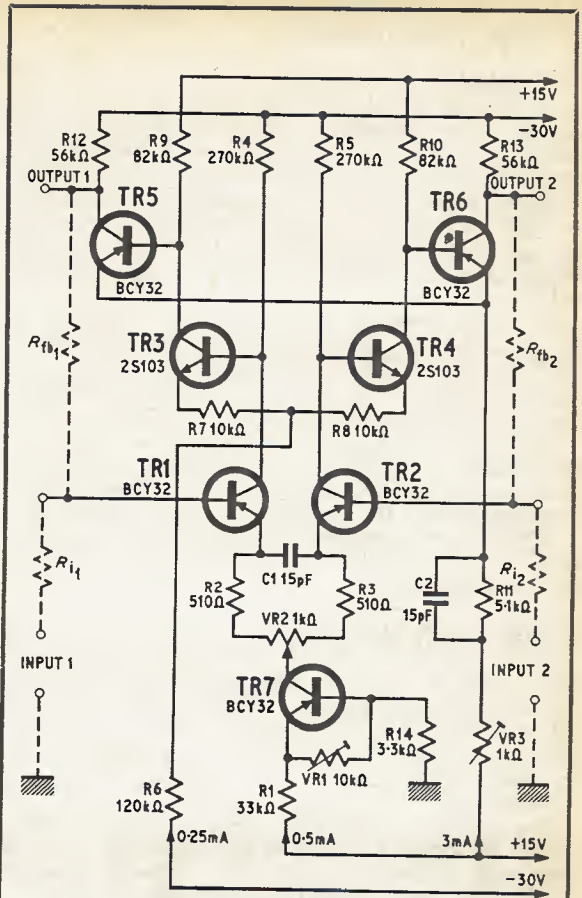 +15V
-30V
R12 56kΩ
R9 82kΩ
R4 270kΩ
R5 270kΩ
R10 82kΩ
R13 56kΩ
OUTPUT 1
OUTPUT 2
TR5
TR6
BCY32
BCY32
Rfb1
TR3
2S103
TR4
2S103
Rfb2
R7 10kΩ
R8 10kΩ
TR1
BCY32
TR2
BCY32
Ri1
C1 15pF
R2 510Ω
R3 510Ω
VR2 1kΩ
C2 15pF
R11 5·1kΩ
Ri2
INPUT 1
INPUT 2
TR7
BCY32
R14 3·3kΩ
VR1 10kΩ
VR3 1kΩ
R6 120kΩ
R1 33kΩ
0·25mA
0·5mA
3mA
+15V
-30V